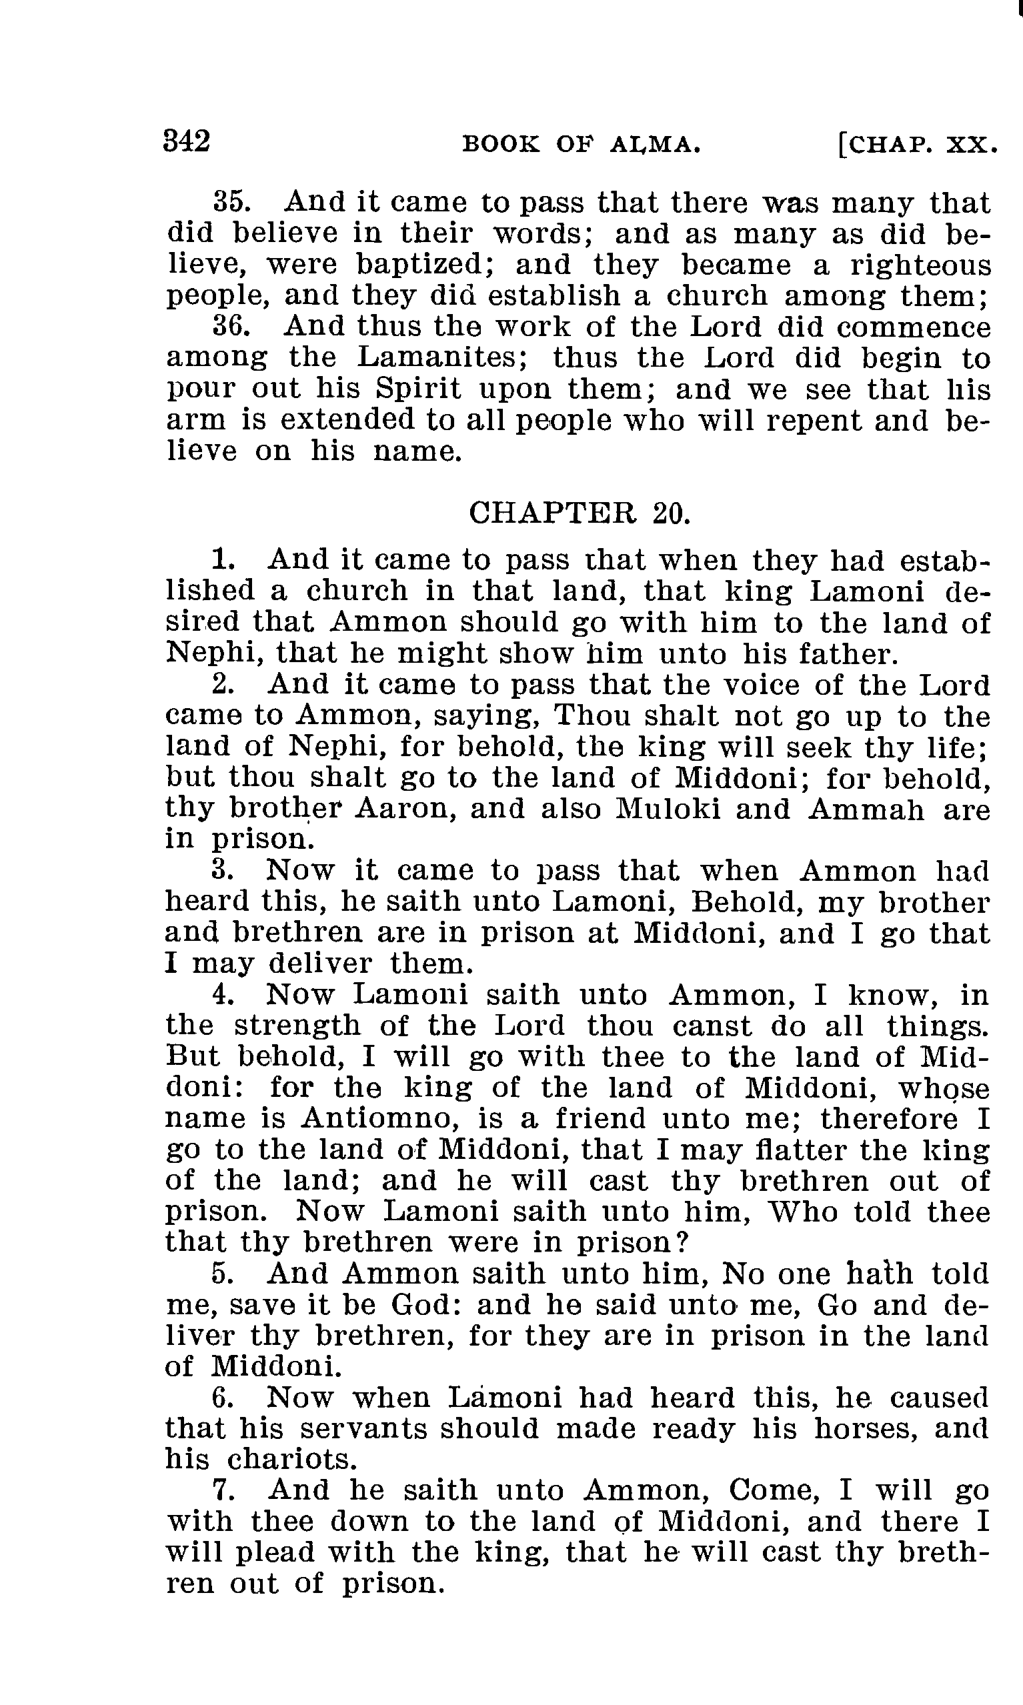 342 BOOK OF ALMA. [CHAP. XX.
35. And it came to pass that there was many that
did believe in their words; and as many as did be-
lieve, were baptized; and they became a righteous
people, and they did establish a church among them;
36. And thus the work of the Lord did commence
among the Lamanites; thus the Lord did begin to
pour out his Spirit upon them; and we see that his
arm is extended to all people who will repent and be-
lieve on his name.
CHAPTER 20.
1. And it came to pass that when they had estab-
lished a church in that land, that king Lamoni de-
sired that Ammon should go with him to the land of
Nephi, that he might show him unto his father.
2. And it came to pass that the voice of the Lord
came to Ammon, saying, Thou shalt not go up to the
land of Nephi, for behold, the king will seek thy life;
but thou shalt go to the land of Middoni; for behold,
thy brother Aaron, and also Muloki and Ammah are
in prison.
3. Now it came to pass that when Ammon had
heard this, he saith unto Lamoni, Behold, my brother
and brethren are in prison at Middoni, and I go that
I may deliver them.
4. Now Lamoni saith unto Ammon, I know, in
the strength of the Lord thou canst do all things.
But behold, I will go with thee to the land of Mid-
doni: for the king of the land of Middoni, whose
name is Antiomno, is a friend unto me; therefore I
go to the land of Middoni, that I may flatter the king
of the land; and he will cast thy brethren out of
prison. Now Lamoni saith unto him, Who told thee
that thy brethren were in prison?
5. And Ammon saith unto him, No one hath told
me, save it be God: and he said unto me, Go and de-
liver thy brethren, for they are in prison in the land
of Middoni.
6. Now when Lamoni had heard this, he caused
that his servants should made ready his horses, and
his chariots.
7. And he saith unto Ammon, Come, I will go
with thee down to the land of Middoni, and there I
will plead with the king, that he will cast thy breth-
ren out of prison.